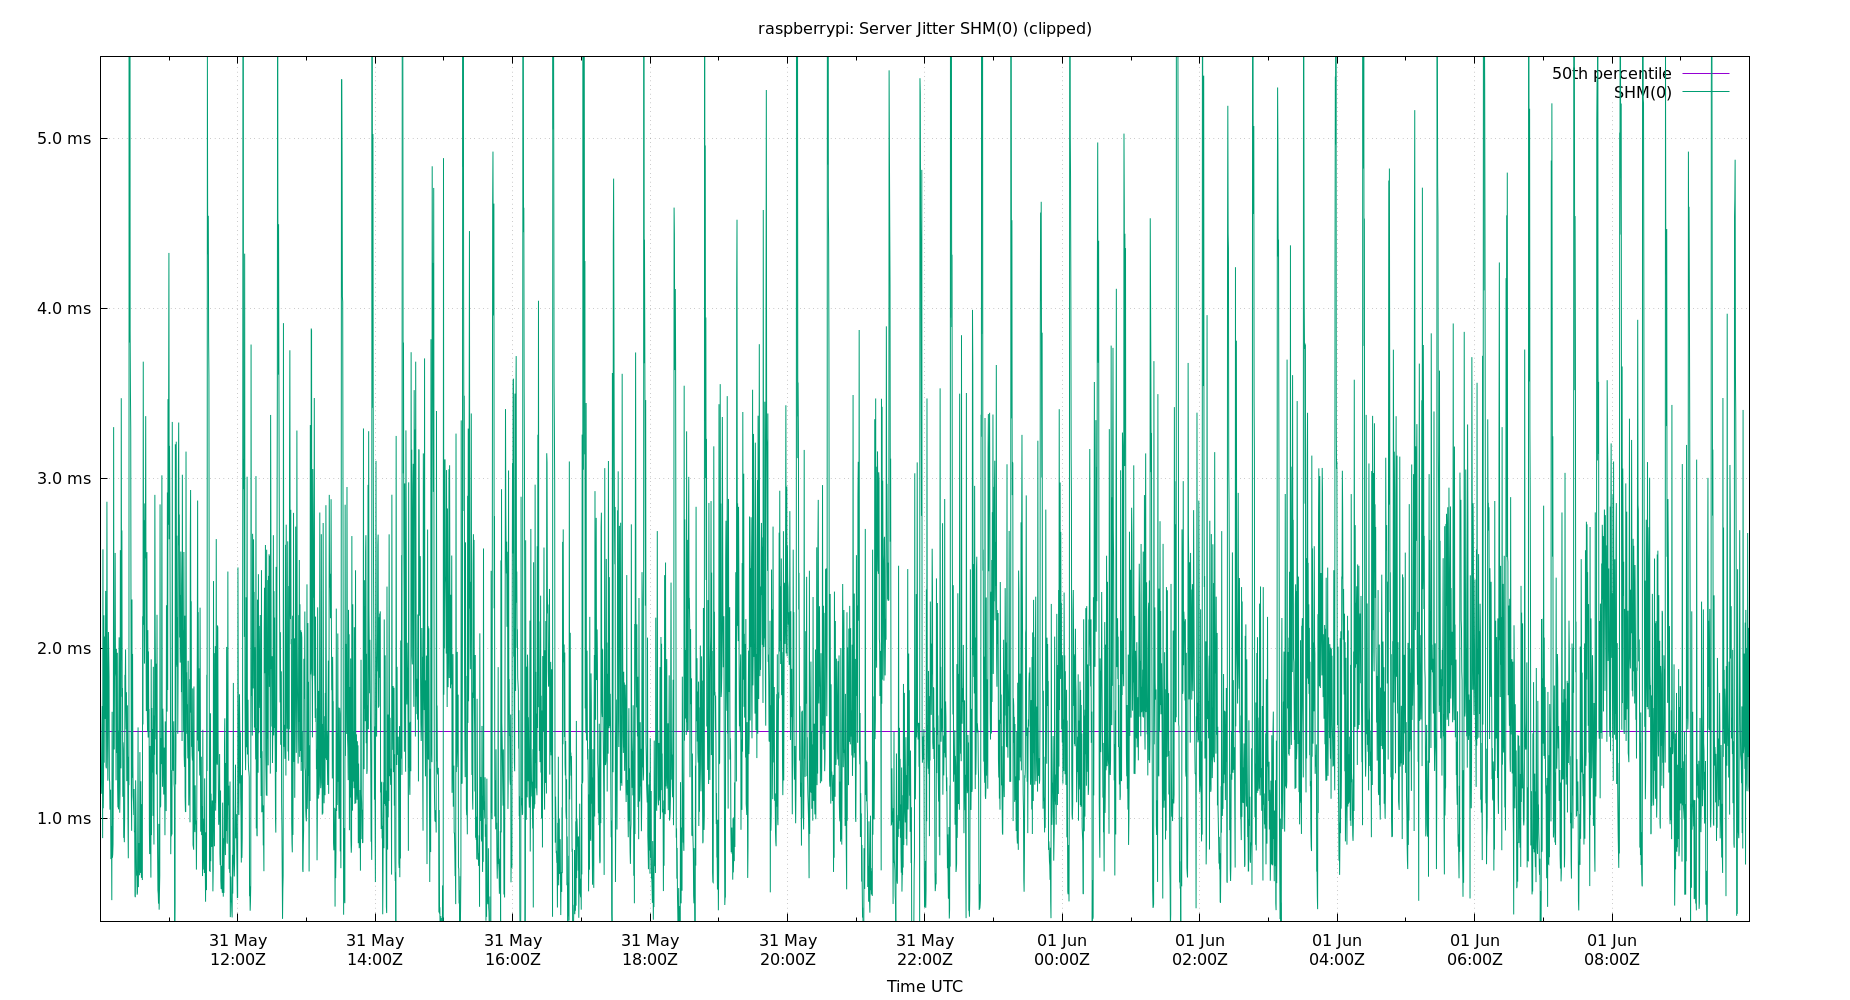 raspberrypi: Server Jitter SHM(0) (clipped)
50th percentile
SHM(0)
5.0 ms
4.0 ms
3.0 ms
2.0 ms
1.0 ms
31 May 31 May 31 May 31 May 31 May 31 May 01 Jun 01 Jun 01 Jun 01 Jun 01 Jun
12:00Z 14:00Z 16:00Z 18:00Z 20:00Z 22:00Z 00:00Z 02:00Z 04:00Z 06:00Z 08:00Z
Time UTC